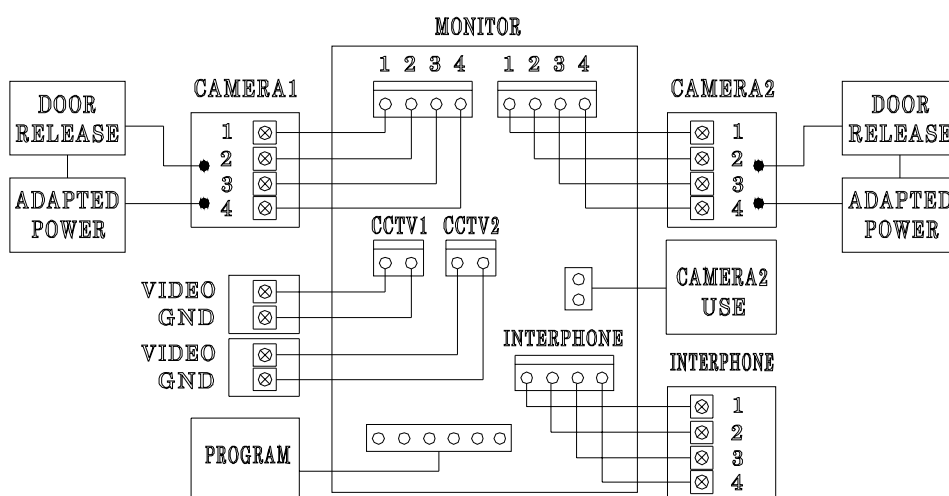 MONITOR
1 2 3 4
1 2 3 4
CAMERA1
CAMERA2
DOOR
RELEASE
ADAPTED
POWER
1
2
3
4
1
2
3
4
DOOR
RELEASE
ADAPTED
POWER
CCTV1
CCTV2
VIDEO
GND
VIDEO
GND
CAMERA2
USE
INTERPHONE
INTERPHONE
1
2
3
4
PROGRAM